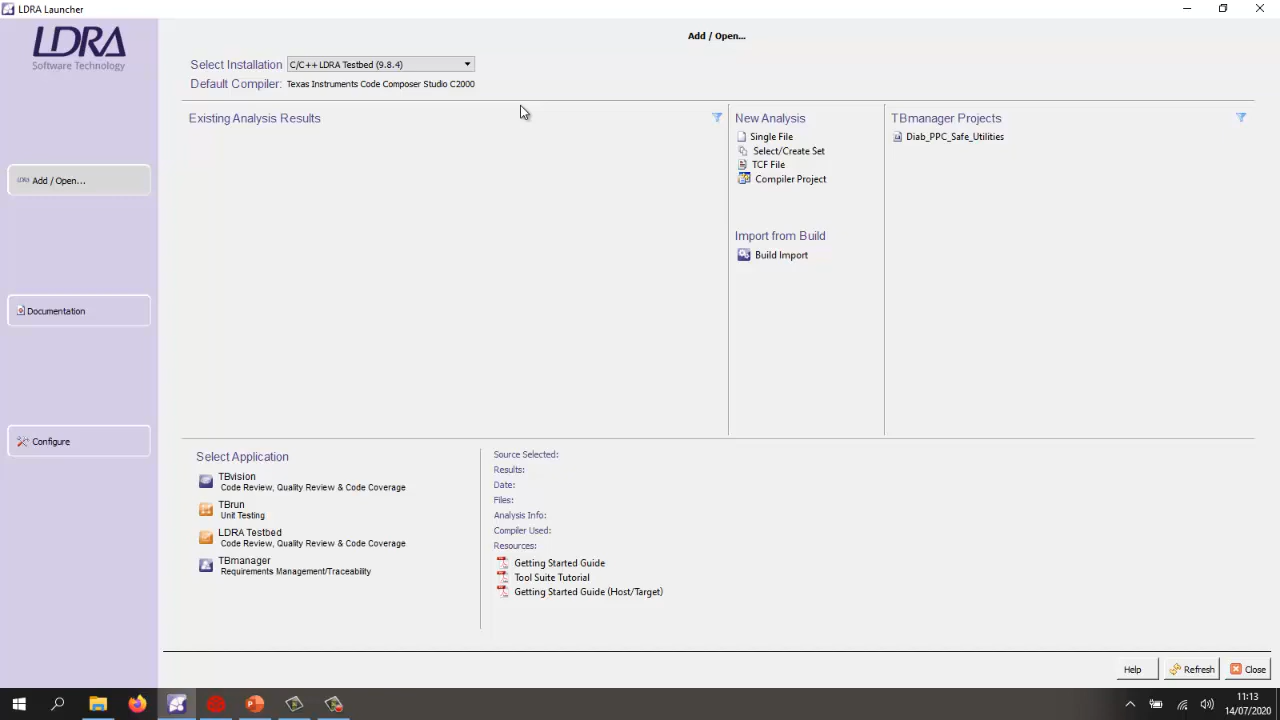 LDRA Launcher
LDRA
Software Technology
Add / Open...
Select Installation C/C++ LDRA Testbed (9.8.4)
Default Compiler: Texas Instruments Code Composer Studio C2000
Existing Analysis Results
New Analysis
Single File
Select/Create Set
TCF File
Compiler Project
Import from Build
Build Import
TBmanager Projects
Diab_PPC_Safe_Utilities
LDRA Add / Open...
Documentation
Configure
Select Application
TBvision
Code Review, Quality Review & Code Coverage
TBrun
Unit Testing
LDRA Testbed
Code Review, Quality Review & Code Coverage
TBmanager
Requirements Management/Traceability
Source Selected:
Results:
Date:
Files:
Analysis Info:
Compiler Used:
Resources:
Getting Started Guide
Tool Suite Tutorial
Getting Started Guide (Host/Target)
Help Refresh Close
11:13
14/07/2020